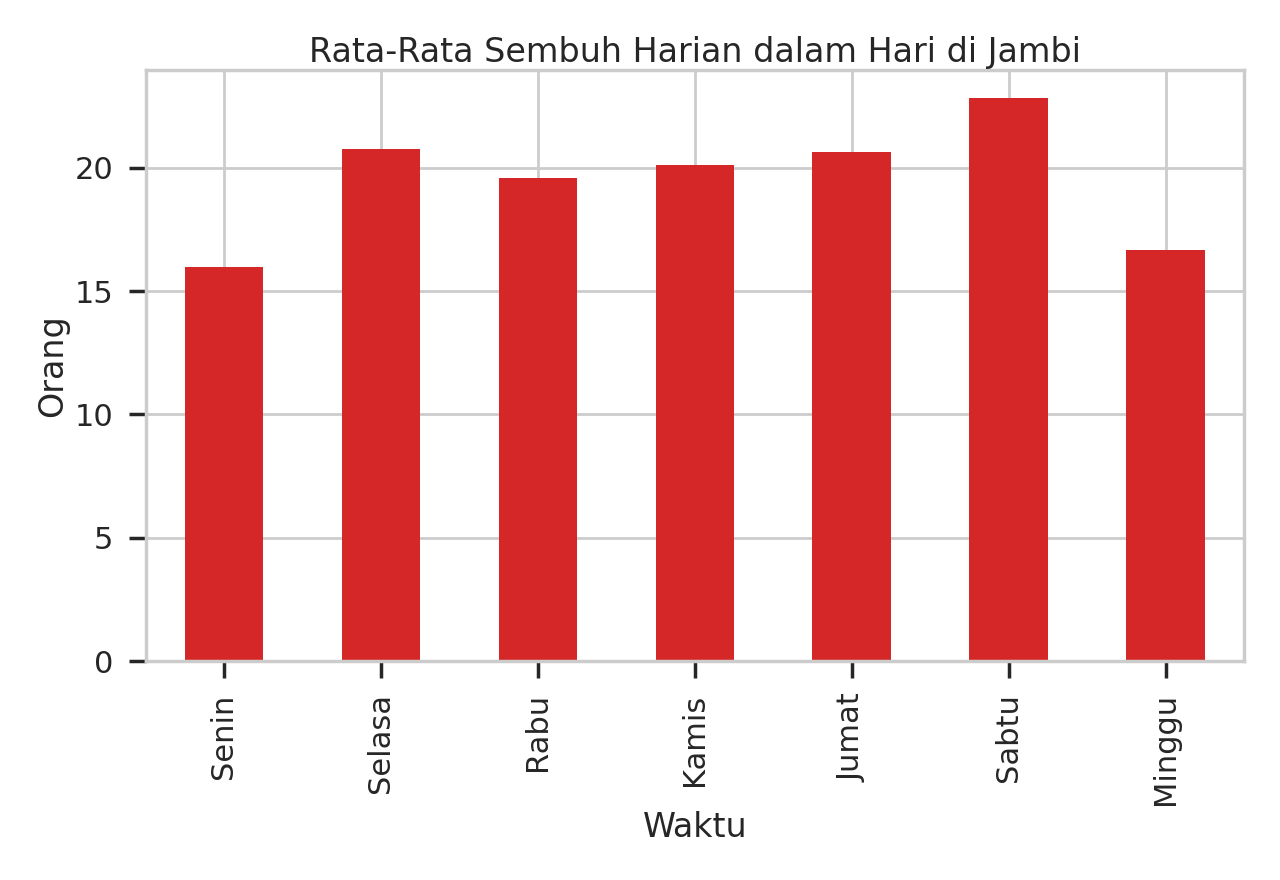 Rata-Rata Sembuh Harian dalam Hari di Jambi
Orang
20
15
10
5
0
Senin
Selasa
Rabu
Kamis
Jumat
Sabtu
Minggu
Waktu